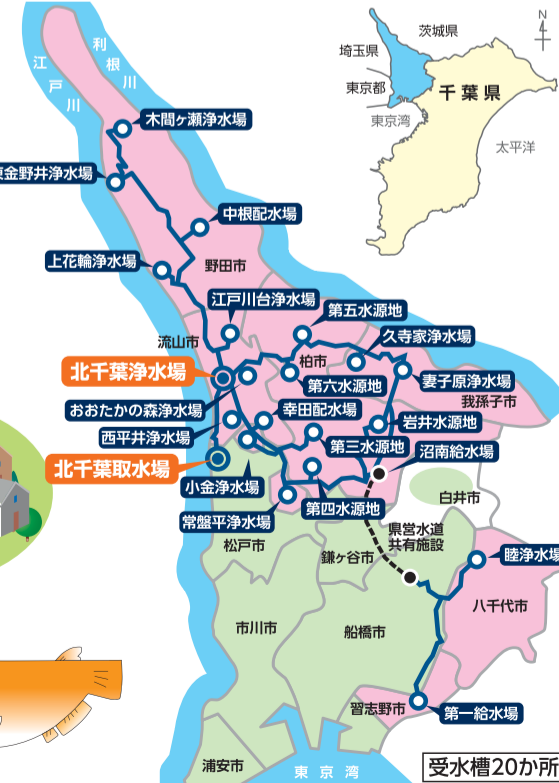 N
茨城県
埼玉県
東京都
千葉県
東京湾
太平洋
利根川
江戸川
木間ヶ瀬浄水場
東金野井浄水場
中根配水場
野田市
上花輪浄水場
江戸川台浄水場
第五水源地
流山市
久寺家浄水場
柏市
北千葉浄水場
第六水源地
妻子原浄水場
我孫子市
おおたかの森浄水場
幸田配水場
岩井水源地
西平井浄水場
第三水源地
沼南給水場
北千葉取水場
小金浄水場
第四水源地
白井市
常盤平浄水場
県営水道
共有施設
松戸市
鎌ヶ谷市
睦浄水場
八千代市
市川市
船橋市
習志野市
第一給水場
浦安市
東京湾
受水槽20か所